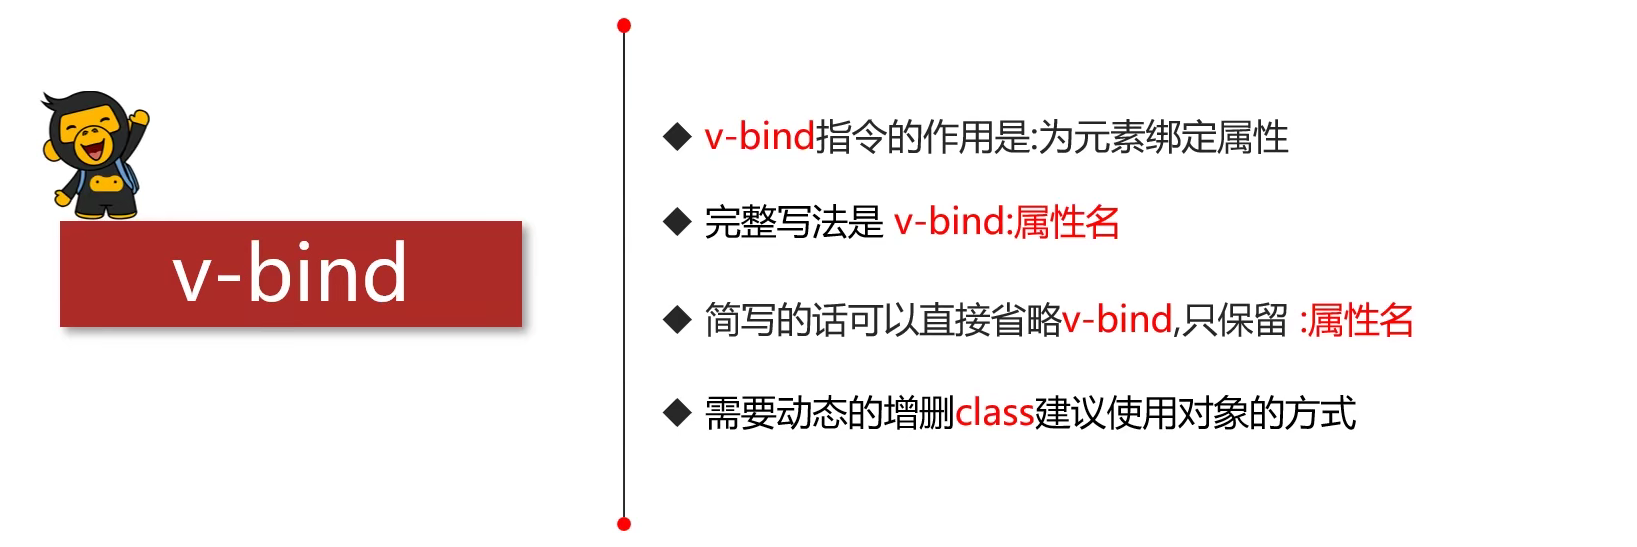 v-bind
v-bind指令的作用是:为元素绑定属性
完整写法是 v-bind:属性名
简写的话可以直接省略v-bind,只保留 :属性名
需要动态的增删class建议使用对象的方式